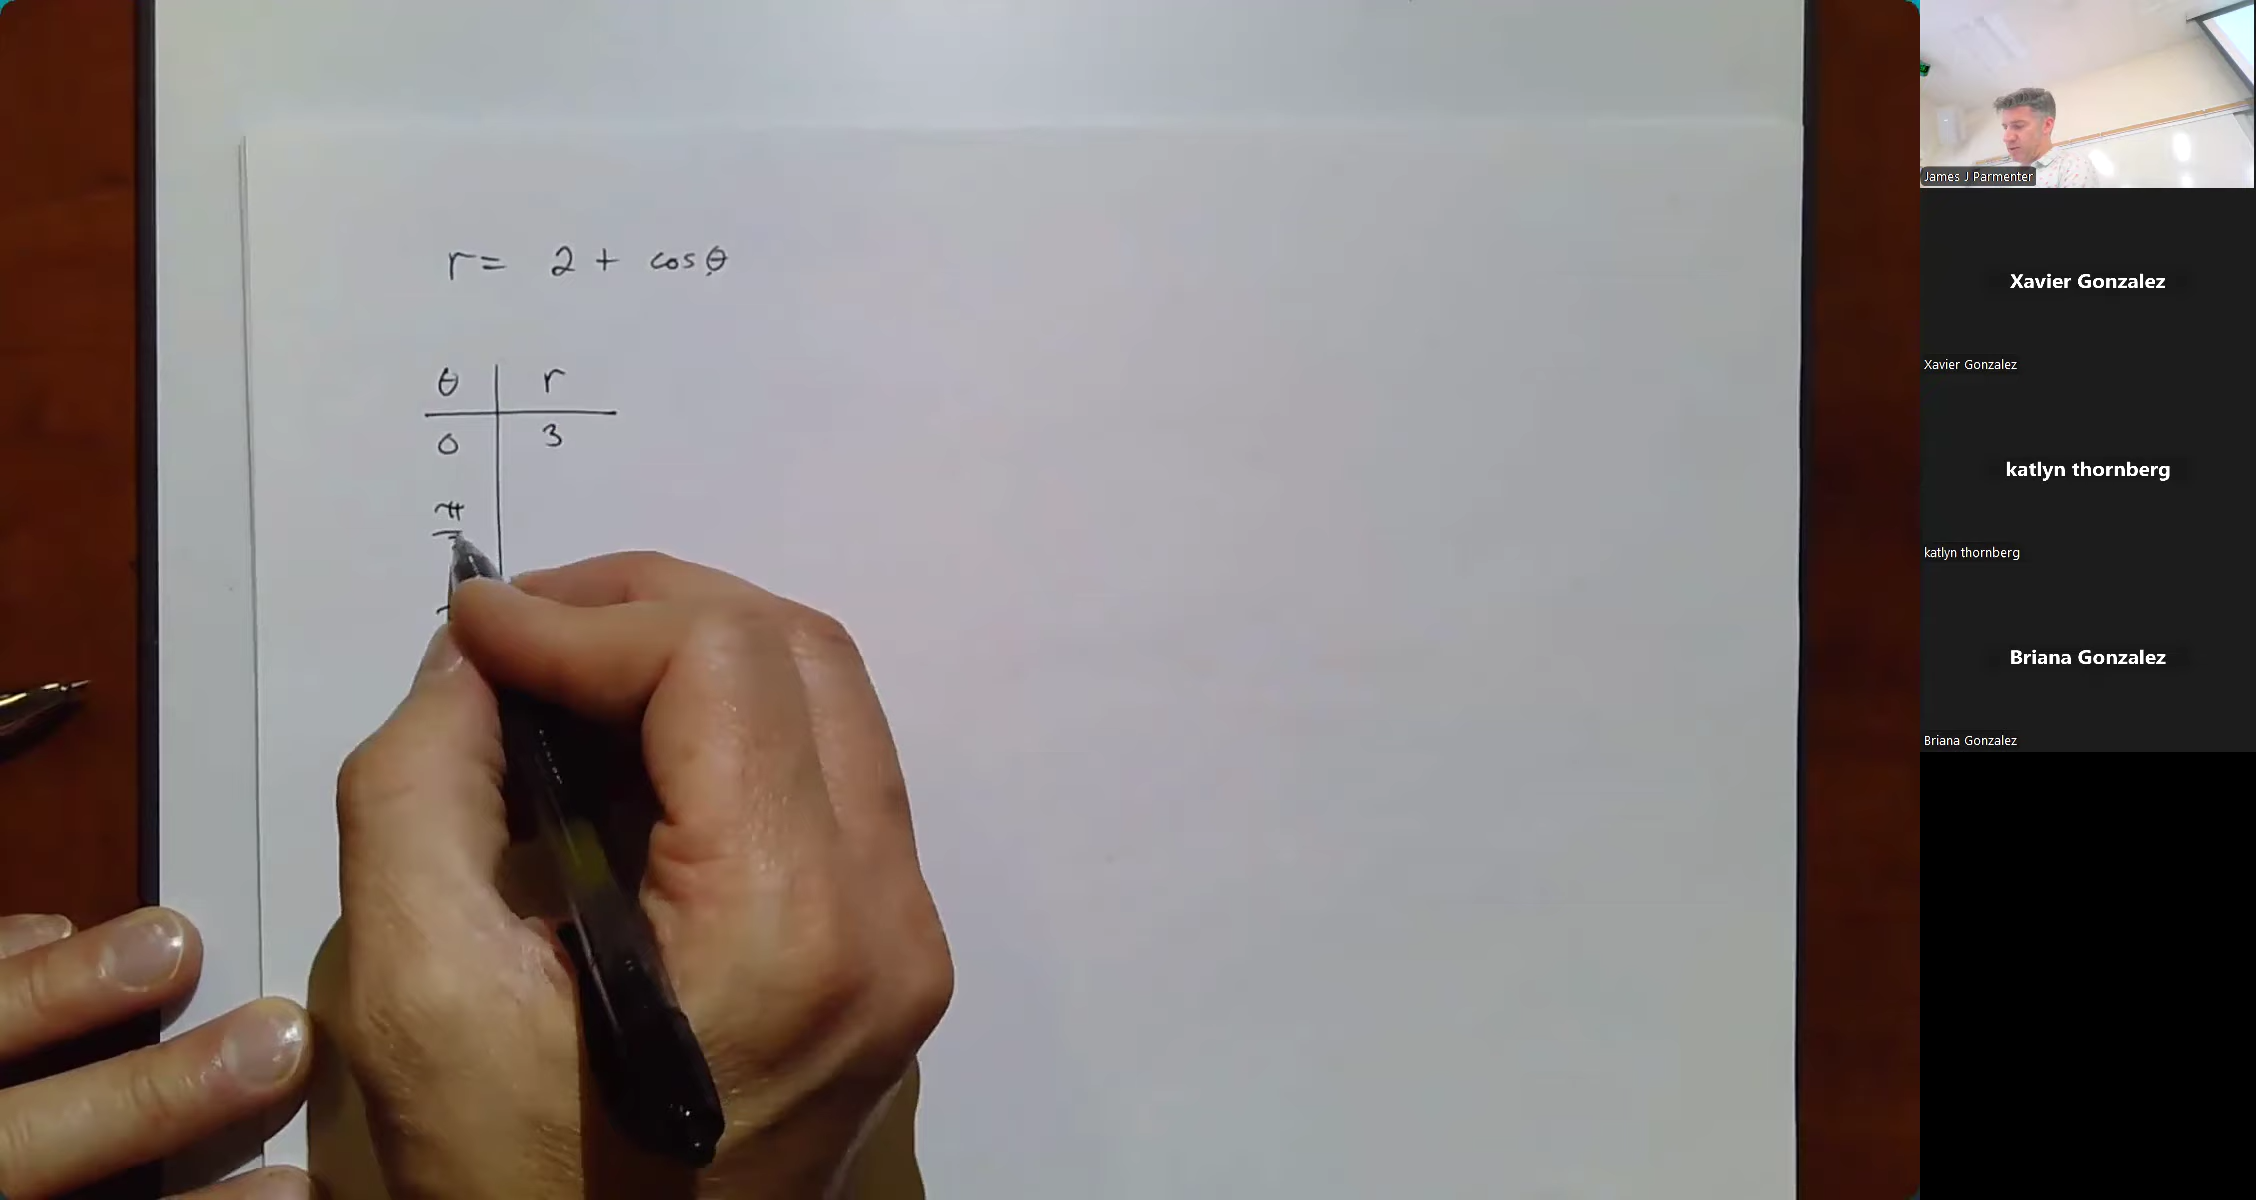 r = 2 + cos θ
θ r
0 3
π
James J Parmenter
Xavier Gonzalez
Xavier Gonzalez
katlyn thornberg
katlyn thornberg
Briana Gonzalez
Briana Gonzalez